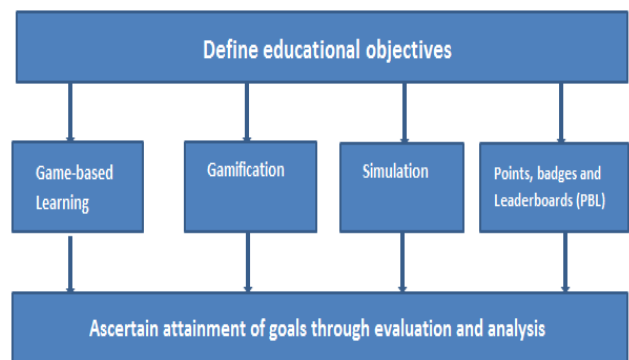 Define educational objectives
Game-based
Learning
Gamification
Simulation
Points, badges and
Leaderboards (PBL)
Ascertain attainment of goals through evaluation and analysis